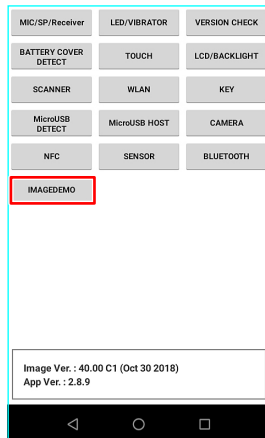 MIC/SP/Receiver LED/VIBRATOR VERSION CHECK
BATTERY COVER
DETECT
TOUCH LCD/BACKLIGHT
SCANNER WLAN KEY
MicroUSB
DETECT
MicroUSB HOST CAMERA
NFC SENSOR BLUETOOTH
IMAGEDEMO
Image Ver. : 40.00 C1 (Oct 30 2018)
App Ver. : 2.8.9